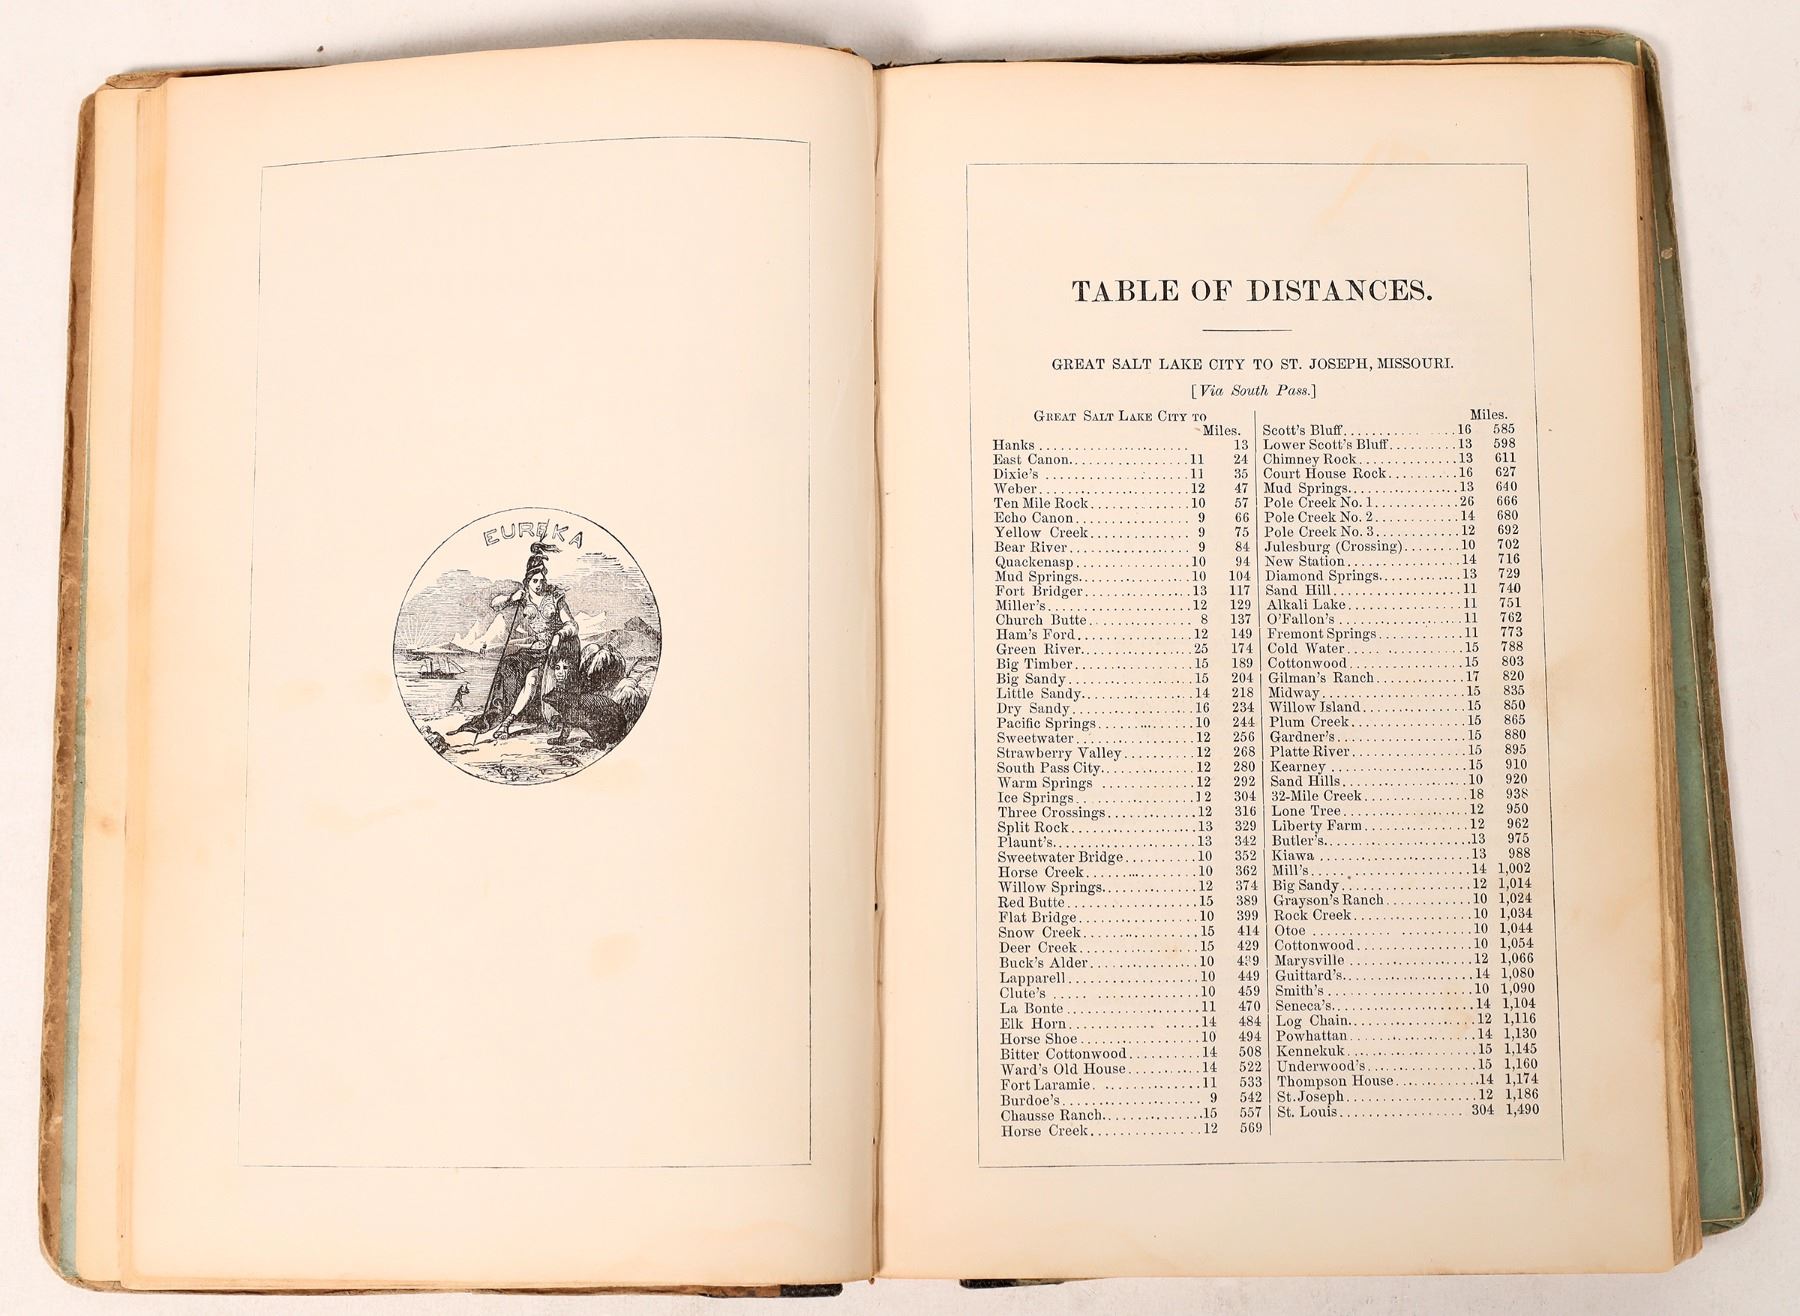 EUREKA
TABLE OF DISTANCES.
GREAT SALT LAKE CITY TO ST. JOSEPH, MISSOURI.
[Via South Pass.]
GREAT SALT LAKE CITY TO
Miles.
Hanks 13
East Canon 11 24
Dixie's 11 35
Weber 12 47
Ten Mile Rock 10 57
Echo Canon 9 66
Yellow Creek 9 75
Bear River 9 84
Quackenasp 10 94
Mud Springs 10 104
Fort Bridger 13 117
Miller's 12 129
Church Butte 8 137
Ham's Ford 12 149
Green River 25 174
Big Timber 15 189
Big Sandy 15 204
Little Sandy 14 218
Dry Sandy 16 234
Pacific Springs 10 244
Sweetwater 12 256
Strawberry Valley 12 268
South Pass City 12 280
Warm Springs 12 292
Ice Springs 12 304
Three Crossings 12 316
Split Rock 13 329
Plaunt's 13 342
Sweetwater Bridge 10 352
Horse Creek 10 362
Willow Springs 12 374
Red Butte 15 389
Flat Bridge 10 399
Snow Creek 15 414
Deer Creek 15 429
Buck's Alder 10 439
Lapparell 10 449
Clute's 10 459
La Bonte 11 470
Elk Horn 14 484
Horse Shoe 10 494
Bitter Cottonwood 14 508
Ward's Old House 14 522
Fort Laramie 11 533
Burdoe's 9 542
Chausse Ranch 15 557
Horse Creek 12 569
Miles.
Scott's Bluff 16 585
Lower Scott's Bluff 13 598
Chimney Rock 13 611
Court House Rock 16 627
Mud Springs 13 640
Pole Creek No. 1 26 666
Pole Creek No. 2 14 680
Pole Creek No. 3 12 692
Julesburg (Crossing) 10 702
New Station 14 716
Diamond Springs 13 729
Sand Hill 11 740
Alkali Lake 11 751
O'Fallon's 11 762
Fremont Springs 11 773
Cold Water 15 788
Cottonwood 15 803
Gilman's Ranch 17 820
Midway 15 835
Willow Island 15 850
Plum Creek 15 865
Gardner's 15 880
Platte River 15 895
Kearney 15 910
Sand Hills 10 920
32-Mile Creek 18 938
Lone Tree 12 950
Liberty Farm 12 962
Butler's 13 975
Kiawa 13 988
Mill's 14 1,002
Big Sandy 12 1,014
Grayson's Ranch 10 1,024
Rock Creek 10 1,034
Otoe 10 1,044
Cottonwood 10 1,054
Marysville 12 1,066
Guittard's 14 1,080
Smith's 10 1,090
Seneca's 14 1,104
Log Chain 12 1,116
Powhattan 14 1,130
Kennekuk 15 1,145
Underwood's 15 1,160
Thompson House 14 1,174
St. Joseph 12 1,186
St. Louis 304 1,490